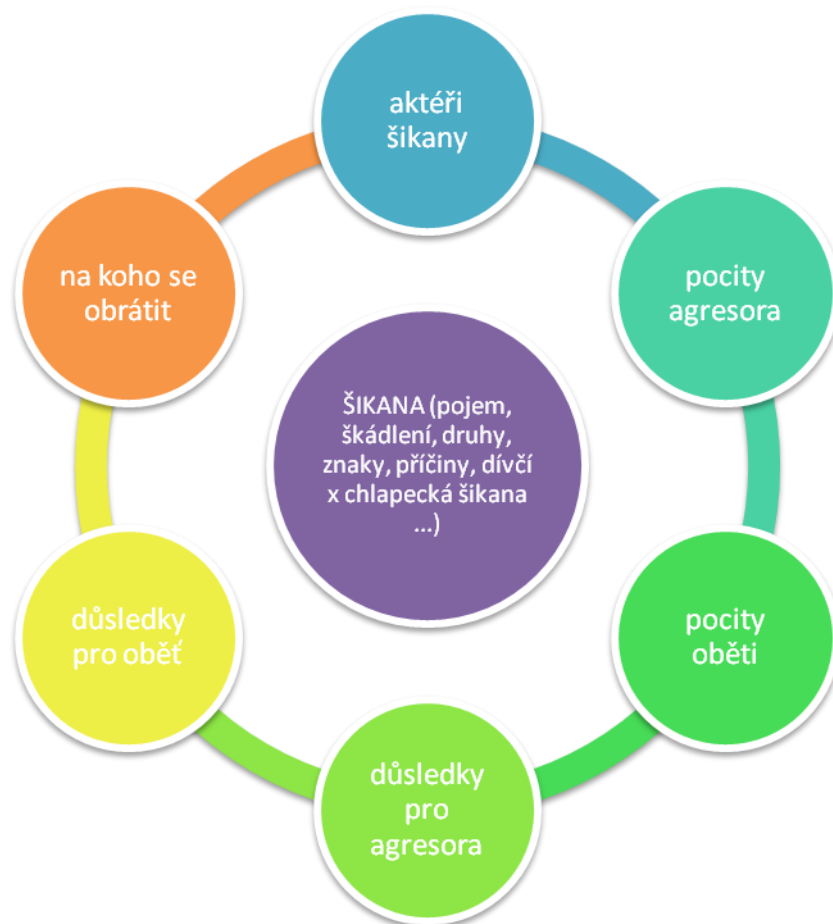 aktéři
šikany
pocity
agresora
pocity
oběti
důsledky
pro
agresora
důsledky
pro oběť
na koho se
obrátit
ŠIKANA (pojem,
škádlení, druhy,
znaky, příčiny, dívčí
x chlapecká šikana
...)